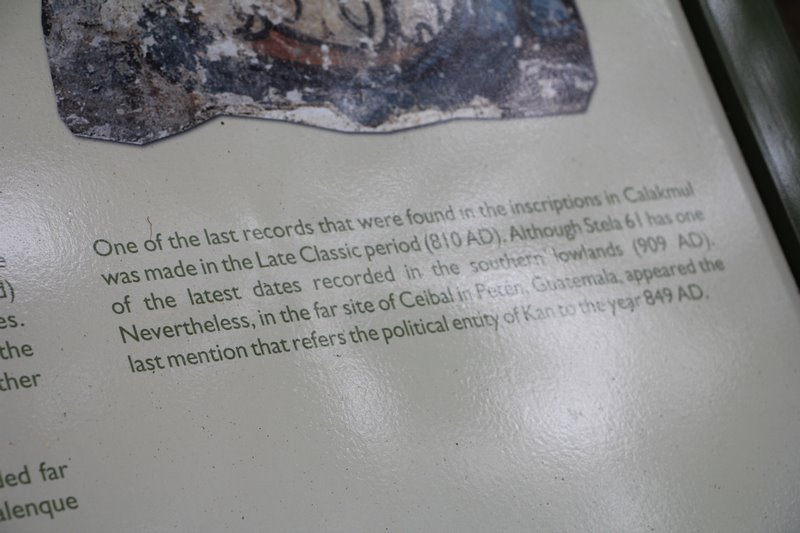 One of the last records that were found in the inscriptions in Calakmul
was made in the Late Classic period (810 AD). Although Stela 61 has one
of the latest dates recorded in the southern lowlands (909 AD).
Nevertheless, in the far site of Ceibal in Petén, Guatemala, appeared the
last mention that refers the political entity of Kan to the year 849 AD.
es.
the
ther
led far
alenque